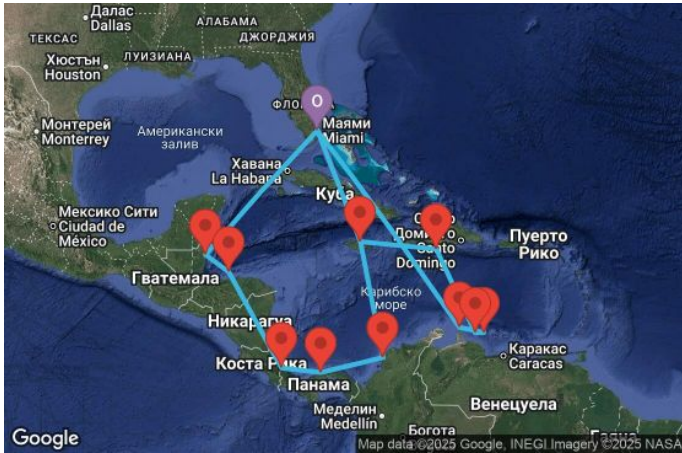 Далас
Dallas
АЛАБАМА
ТЕКСАС
ДЖОРДЖИЯ
ЛУИЗИАНА
Хюстън
Houston
ФЛО
O
Монтерей
Monterrey
Американски
залив
Маями
Miami
Хавана
La Habana
Куба
Мексико Сити
Ciudad de
México
Домин
Santo
Domingo
Пуерто
Рико
Гватемала
Карибско
море
Никарагуа
Коста Рика
Панама
Каракас
Caracas
Меделин
Medellín
Венецуела
Богота
Google
Map data ©2025 Google, INEGI Imagery ©2025 NASA